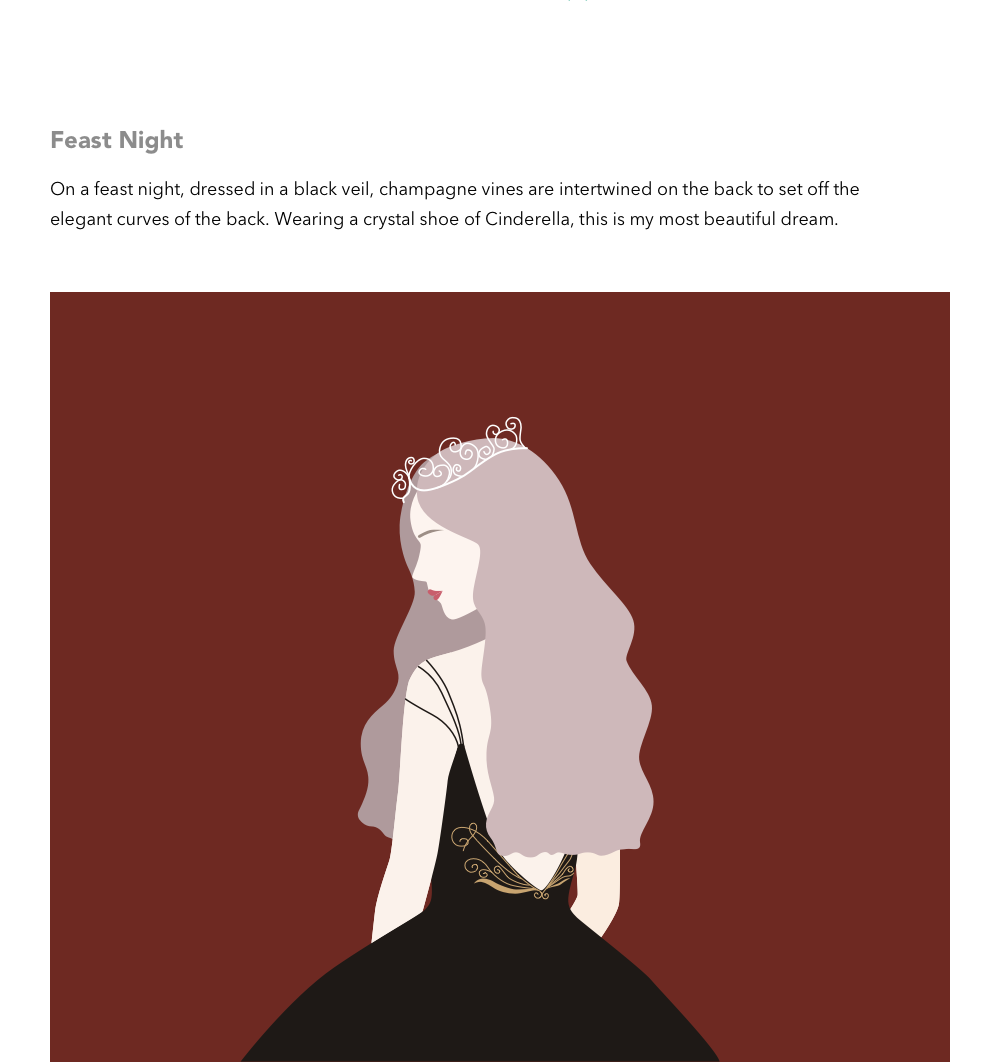 Feast Night
On a feast night, dressed in a black veil, champagne vines are intertwined on the back to set off the
elegant curves of the back. Wearing a crystal shoe of Cinderella, this is my most beautiful dream.